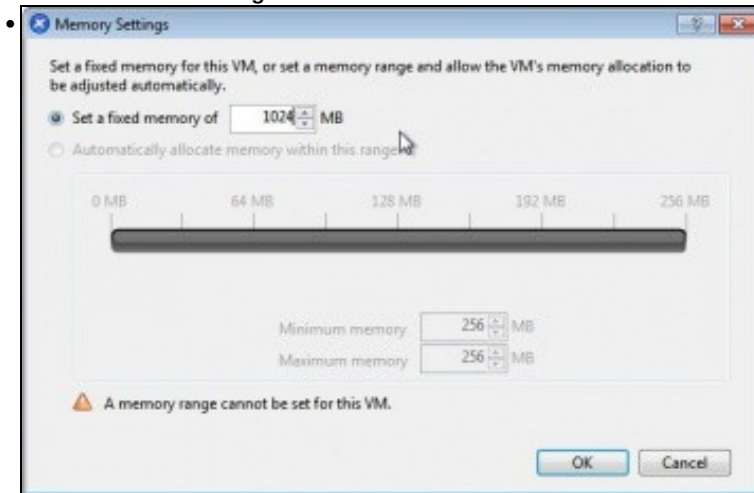 Memory Settings
Set a fixed memory for this VM, or set a memory range and allow the VM's memory allocation to
be adjusted automatically.
Set a fixed memory of 1024 MB
Automatically allocate memory within this range
0 MB 64 MB 128 MB 192 MB 256 MB
Minimum memory 256 MB
Maximum memory 256 MB
A memory range cannot be set for this VM.
OK Cancel